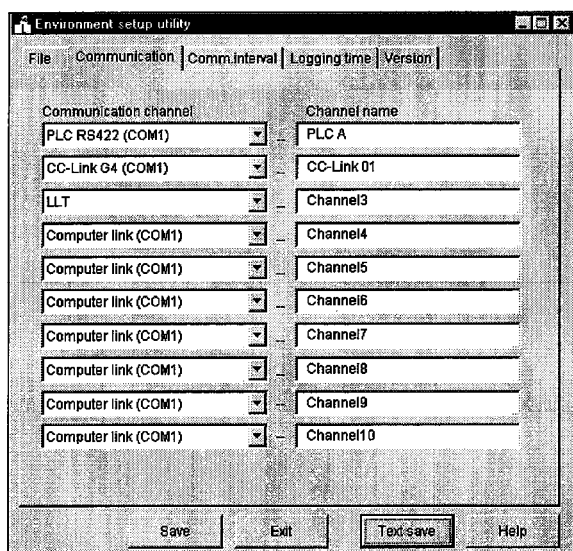 Environment setup utility
File Communication Comm.interval Logging time Version
Communication channel Channel name
PLC RS422 (COM1) - PLC A
CC-Link G4 (COM1) - CC-Link 01
LLT - Channel3
Computer link (COM1) - Channel4
Computer link (COM1) - Channel5
Computer link (COM1) - Channel6
Computer link (COM1) - Channel7
Computer link (COM1) - Channel8
Computer link (COM1) - Channel9
Computer link (COM1) - Channel10
Save Exit Text save Help